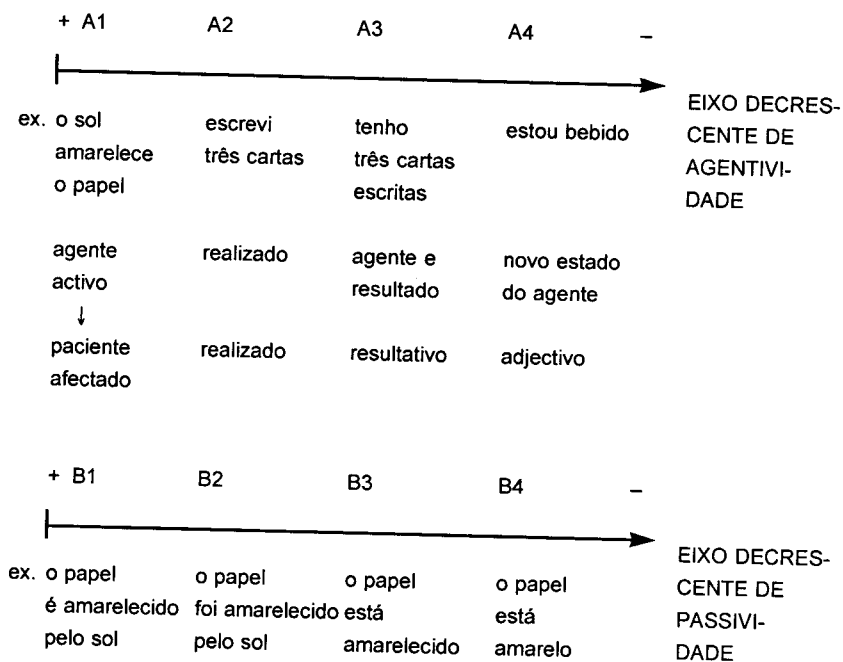 + A1 A2 A3 A4 –
ex. o sol escrevi tenho estou bebido
amarelece três cartas três cartas
o papel escritas
EIXO DECRES-
CENTE DE
AGENTIVI-
DADE
agente realizado agente e novo estado
activo resultado do agente
↓
paciente realizado resultativo adjectivo
afectado
+ B1 B2 B3 B4 –
ex. o papel o papel o papel o papel
é amarelecido foi amarelecido está está
pelo sol pelo sol amarelecido amarelo
EIXO DECRES-
CENTE DE
PASSIVI-
DADE